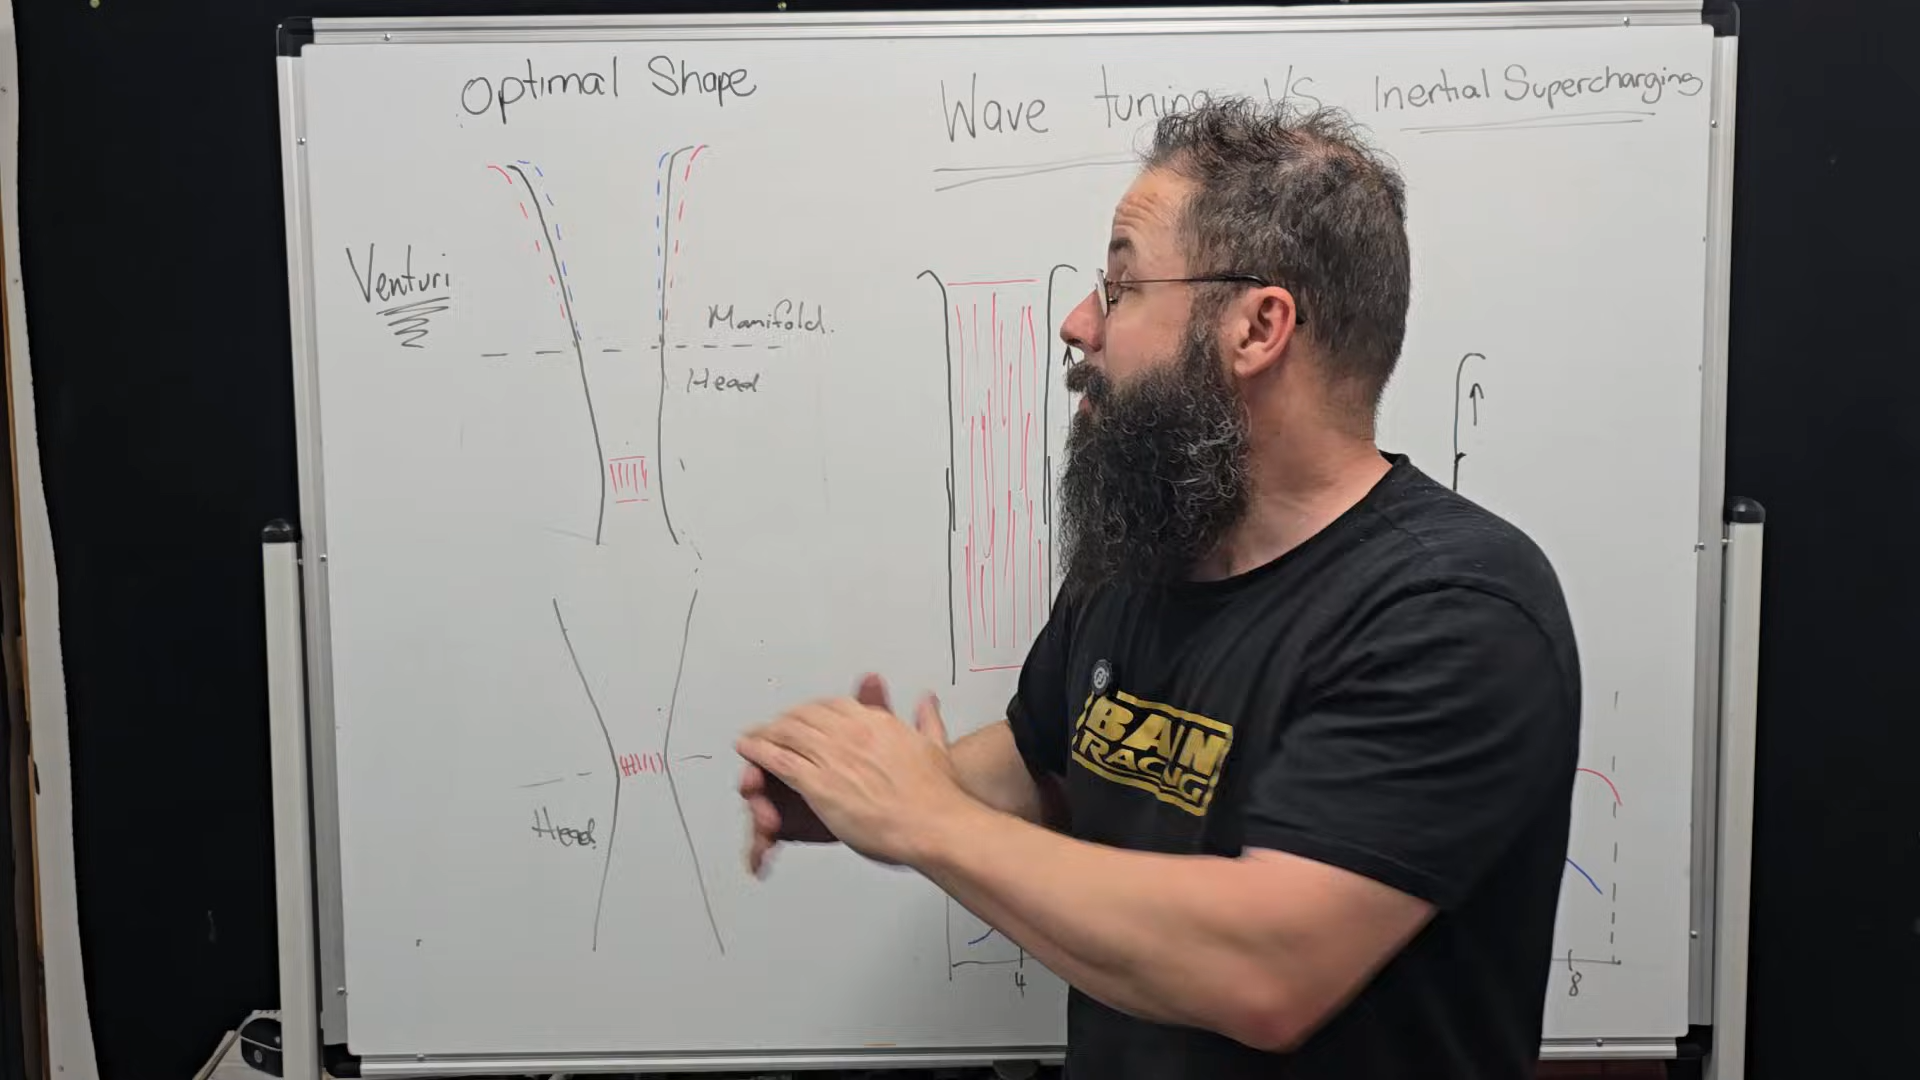 Optimal Shape
Wave tuning VS Inertial Supercharging
Venturi
Manifold.
Head
Head
BAN
RACING
4
8